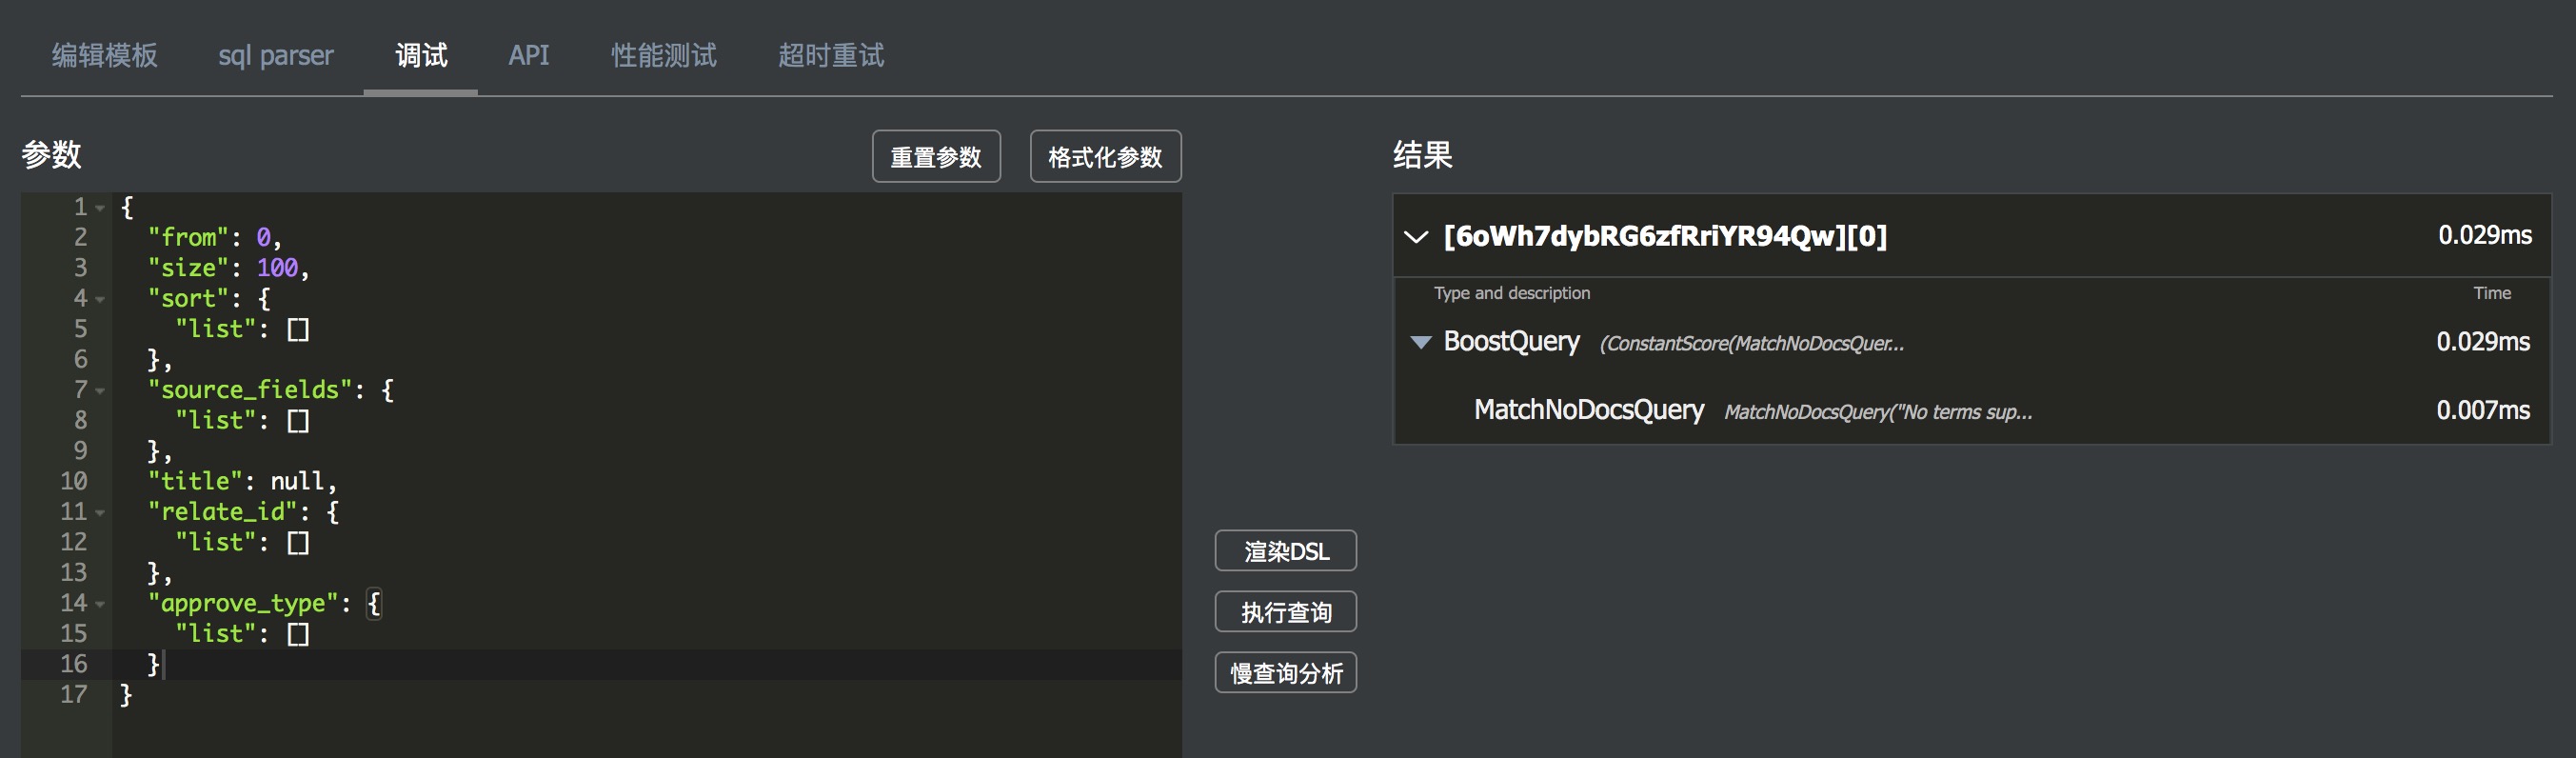 编辑模板 sql parser 调试 API 性能测试 超时重试
参数 重置参数 格式化参数
1 {
2 "from": 0,
3 "size": 100,
4 "sort": {
5 "list": []
6 },
7 "source_fields": {
8 "list": []
9 },
10 "title": null,
11 "relate_id": {
12 "list": []
13 },
14 "approve_type": {
15 "list": []
16 }
17 }
渲染DSL
执行查询
慢查询分析
结果
[6oWh7dybRG6zfRriYR94Qw][0] 0.029ms
Type and description Time
BoostQuery (ConstantScore(MatchNoDocsQuer... 0.029ms
MatchNoDocsQuery MatchNoDocsQuery("No terms sup... 0.007ms